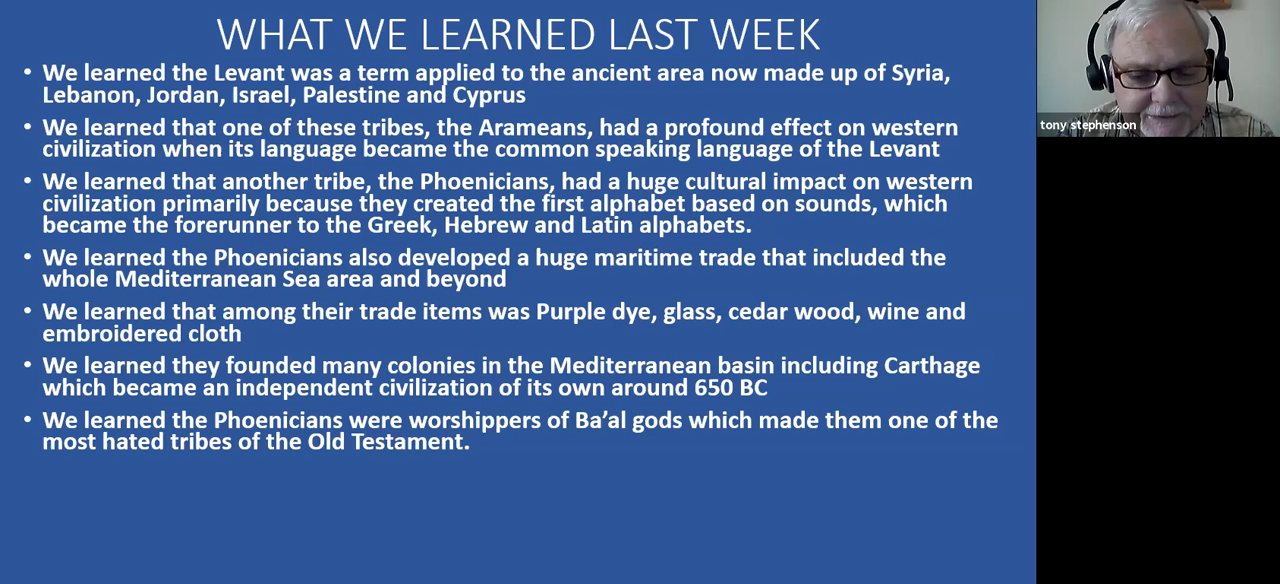 WHAT WE LEARNED LAST WEEK
• We learned the Levant was a term applied to the ancient area now made up of Syria,
Lebanon, Jordan, Israel, Palestine and Cyprus
• We learned that one of these tribes, the Arameans, had a profound effect on western
civilization when its language became the common speaking language of the Levant
• We learned that another tribe, the Phoenicians, had a huge cultural impact on western
civilization primarily because they created the first alphabet based on sounds, which
became the forerunner to the Greek, Hebrew and Latin alphabets.
• We learned the Phoenicians also developed a huge maritime trade that included the
whole Mediterranean Sea area and beyond
• We learned that among their trade items was Purple dye, glass, cedar wood, wine and
embroidered cloth
• We learned they founded many colonies in the Mediterranean basin including Carthage
which became an independent civilization of its own around 650 BC
• We learned the Phoenicians were worshippers of Ba’al gods which made them one of the
most hated tribes of the Old Testament.
tony stephenson